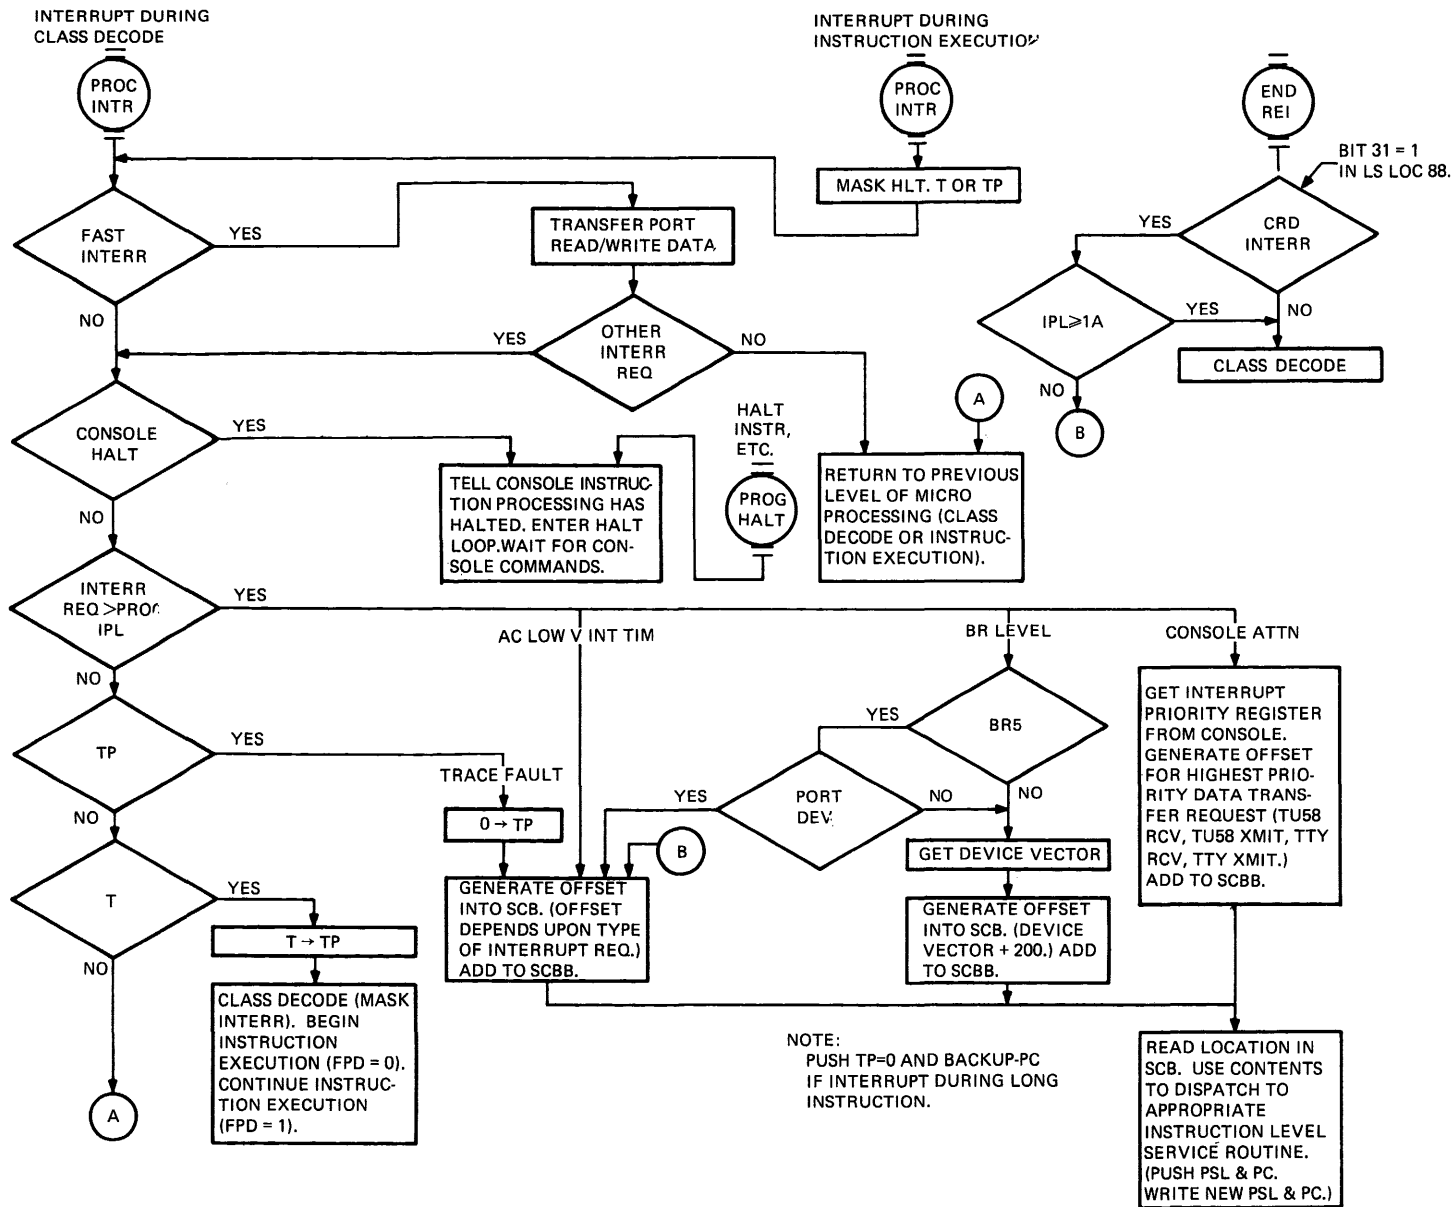 INTERRUPT DURING
CLASS DECODE
PROC
INTR
INTERRUPT DURING
INSTRUCTION EXECUTION
PROC
INTR
MASK HLT. T OR TP
END
REI
BIT 31 = 1
IN LS LOC 88.
CRD
INTERR
YES
NO
IPL⩾1A
YES
NO
B
CLASS DECODE
FAST
INTERR
YES
NO
TRANSFER PORT
READ/WRITE DATA
OTHER
INTERR
REQ
YES
NO
CONSOLE
HALT
YES
NO
TELL CONSOLE INSTRUC-
TION PROCESSING HAS
HALTED. ENTER HALT
LOOP.WAIT FOR CON-
SOLE COMMANDS.
HALT
INSTR,
ETC.
PROG
HALT
A
RETURN TO PREVIOUS
LEVEL OF MICRO
PROCESSING (CLASS
DECODE OR INSTRUC-
TION EXECUTION).
INTERR
REQ >PROC
IPL
YES
NO
AC LOW V INT TIM
BR LEVEL
CONSOLE ATTN
BR5
YES
NO
PORT
DEV.
YES
NO
GET DEVICE VECTOR
GENERATE OFFSET
INTO SCB. (DEVICE
VECTOR + 200.) ADD
TO SCBB.
GET INTERRUPT
PRIORITY REGISTER
FROM CONSOLE.
GENERATE OFFSET
FOR HIGHEST PRIO-
RITY DATA TRANS-
FER REQUEST (TU58
RCV, TU58 XMIT, TTY
RCV, TTY XMIT.)
ADD TO SCBB.
TP
YES
NO
TRACE FAULT
0 → TP
B
GENERATE OFFSET
INTO SCB. (OFFSET
DEPENDS UPON TYPE
OF INTERRUPT REQ.)
ADD TO SCBB.
T
YES
NO
T → TP
CLASS DECODE (MASK
INTERR). BEGIN
INSTRUCTION
EXECUTION (FPD = 0).
CONTINUE INSTRUC-
TION EXECUTION
(FPD = 1).
A
NOTE:
PUSH TP=0 AND BACKUP-PC
IF INTERRUPT DURING LONG
INSTRUCTION.
READ LOCATION IN
SCB. USE CONTENTS
TO DISPATCH TO
APPROPRIATE
INSTRUCTION LEVEL
SERVICE ROUTINE.
(PUSH PSL & PC.
WRITE NEW PSL & PC.)